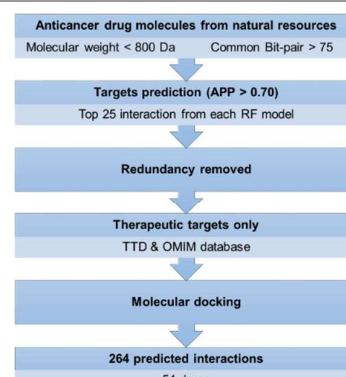 Anticancer drug molecules from natural resources
Molecular weight < 800 Da Common Bit-pair > 75
Targets prediction (APP > 0.70)
Top 25 interaction from each RF model
Redundancy removed
Therapeutic targets only
TTD & OMIM database
Molecular docking
264 predicted interactions